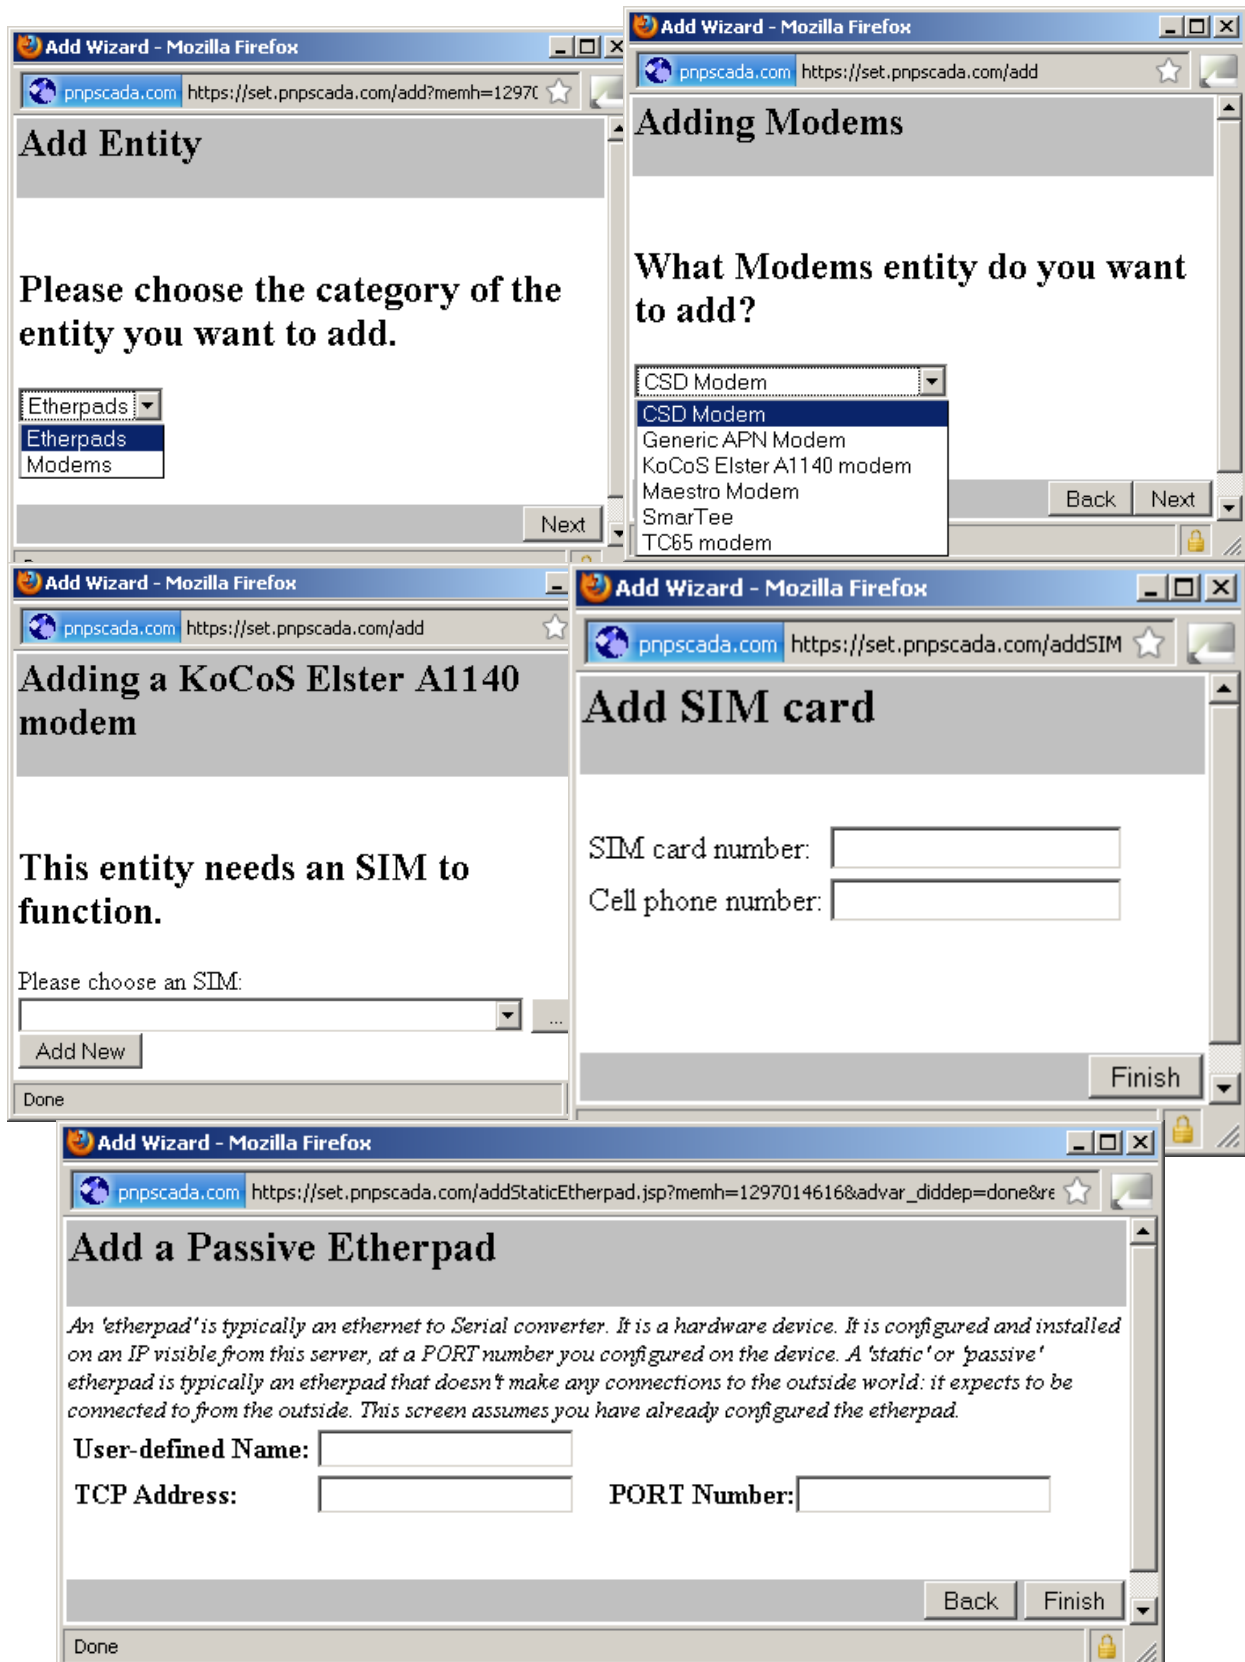 Add Wizard - Mozilla Firefox
pnpscada.com https://set.pnpscada.com/add?memh=1297(
Add Entity
Please choose the category of the
entity you want to add.
Etherpads
Etherpads
Modems
Next
Add Wizard - Mozilla Firefox
pnpscada.com https://set.pnpscada.com/add
Adding Modems
What Modems entity do you want
to add?
CSD Modem
CSD Modem
Generic APN Modem
KoCoS Elster A1140 modem
Maestro Modem
SmarTee
TC65 modem
Back Next
Add Wizard - Mozilla Firefox
pnpscada.com https://set.pnpscada.com/add
Adding a KoCoS Elster A1140
modem
This entity needs an SIM to
function.
Please choose an SIM:
...
Add New
Done
Add Wizard - Mozilla Firefox
pnpscada.com https://set.pnpscada.com/addSIM
Add SIM card
SIM card number:
Cell phone number:
Finish
Add Wizard - Mozilla Firefox
pnpscada.com https://set.pnpscada.com/addStaticEtherpad.jsp?memh=1297014616&advar_diddep=done&re
Add a Passive Etherpad
An 'etherpad' is typically an ethernet to Serial converter. It is a hardware device. It is configured and installed
on an IP visible from this server, at a PORT number you configured on the device. A 'static' or 'passive'
etherpad is typically an etherpad that doesn't make any connections to the outside world: it expects to be
connected to from the outside. This screen assumes you have already configured the etherpad.
User-defined Name:
TCP Address: PORT Number:
Back Finish
Done